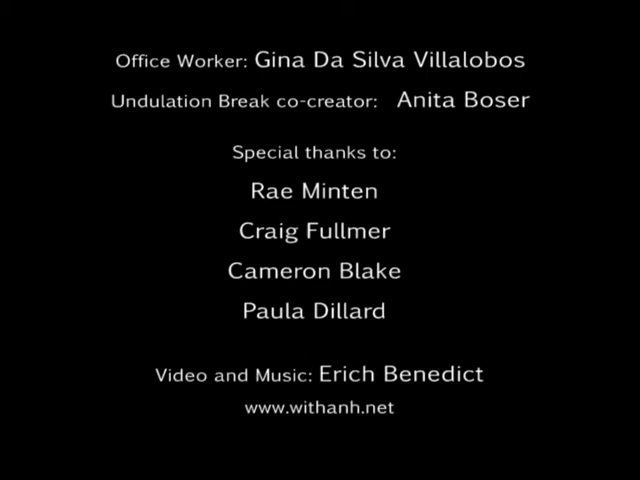 Office Worker: Gina Da Silva Villalobos
Undulation Break co-creator: Anita Boser
Special thanks to:
Rae Minten
Craig Fullmer
Cameron Blake
Paula Dillard
Video and Music: Erich Benedict
www.withanh.net